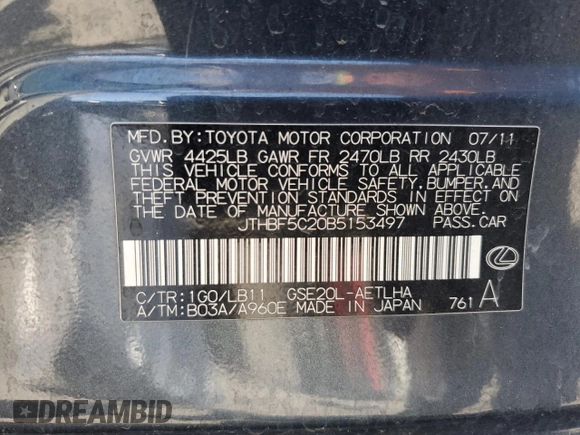 MFD.BY:TOYOTA MOTOR CORPORATION 07/11
GVWR 4425LB GAWR FR 2470LB RR 2430LB
THIS VEHICLE CONFORMS TO ALL APPLICABLE
FEDERAL MOTOR VEHICLE SAFETY,BUMPER,AND
THEFT PREVENTION STANDARDS IN EFFECT ON
THE DATE OF MANUFACTURE SHOWN ABOVE.
JTHBF5C20B5153497 PASS.CAR
C/TR:1G0/LB11 GSE20L-AETLHA
A/TM:B03A/A960E MADE IN JAPAN 761 A
DREAMBID